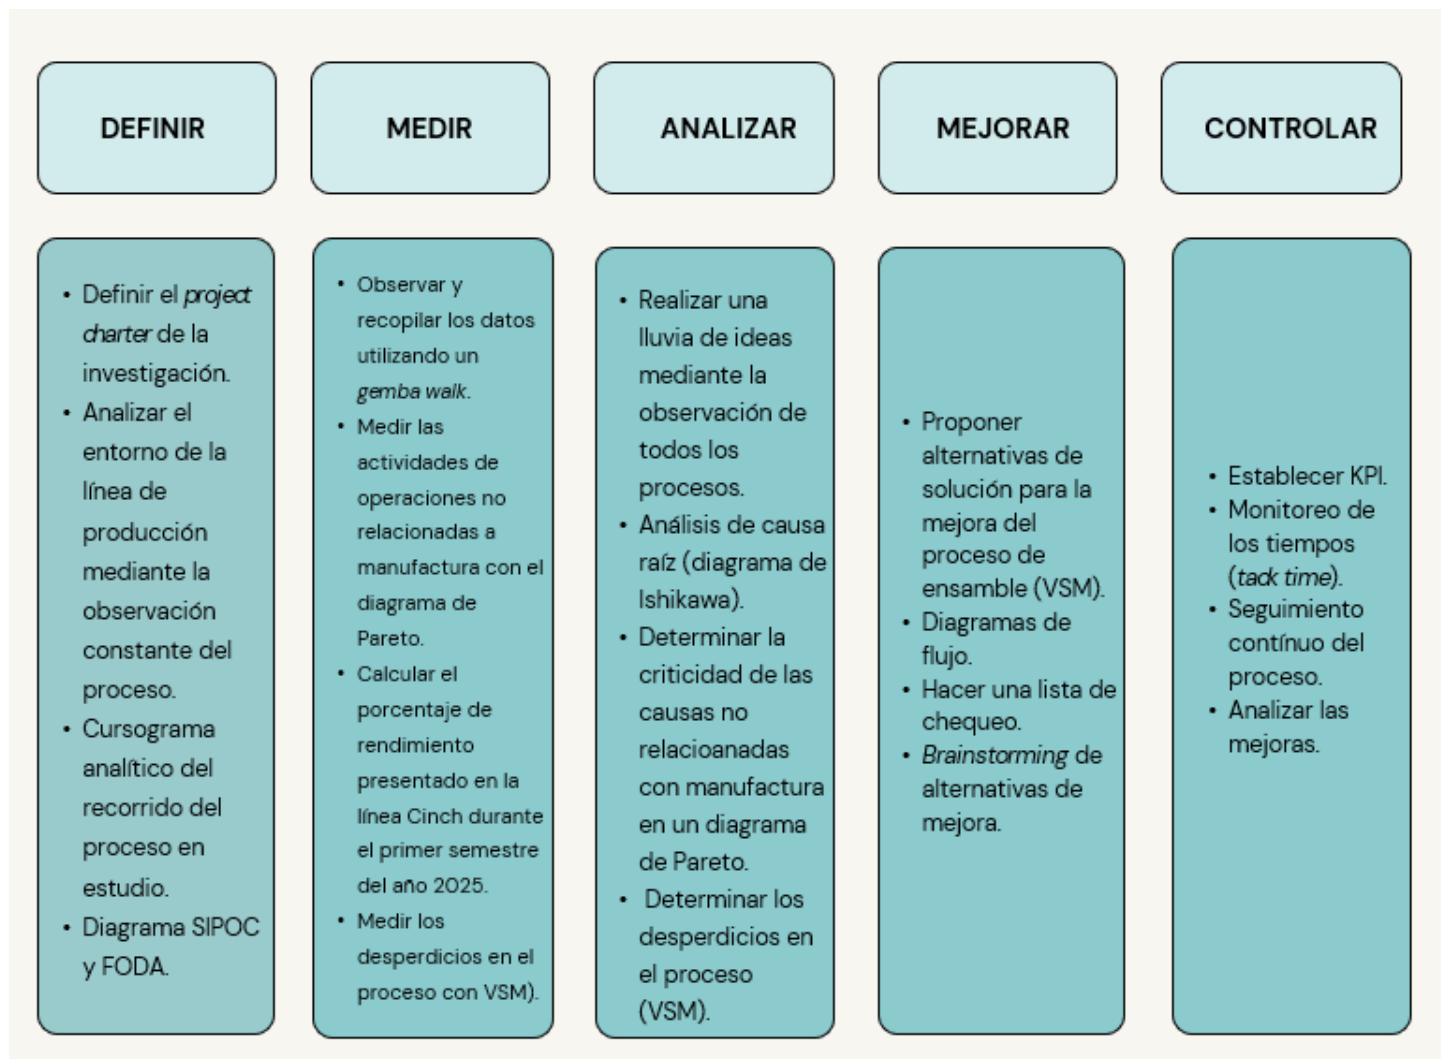 DEFINIR
MEDIR
ANALIZAR
MEJORAR
CONTROLAR
• Definir el project
charter de la
investigación.
• Analizar el
entorno de la
línea de
producción
mediante la
observación
constante del
proceso.
• Cursograma
analítico del
recorrido del
proceso en
estudio.
• Diagrama SIPOC
y FODA.
• Observar y
recopilar los datos
utilizando un
gemba walk.
• Medir las
actividades de
operaciones no
relacionadas a
manufactura con el
diagrama de
Pareto.
• Calcular el
porcentaje de
rendimiento
presentado en la
línea Cinch durante
el primer semestre
del año 2025.
• Medir los
desperdicios en el
proceso con VSM).
• Realizar una
lluvia de ideas
mediante la
observación de
todos los
procesos.
• Análisis de causa
raíz (diagrama de
Ishikawa).
• Determinar la
criticidad de las
causas no
relacioanadas
con manufactura
en un diagrama
de Pareto.
• Determinar los
desperdicios en
el proceso
(VSM).
• Proponer
alternativas de
solución para la
mejora del
proceso de
ensamble (VSM).
• Diagramas de
flujo.
• Hacer una lista de
chequeo.
• Brainstorming de
alternativas de
mejora.
• Establecer KPI.
• Monitoreo de
los tiempos
(tack time).
• Seguimiento
contínuo del
proceso.
• Analizar las
mejoras.